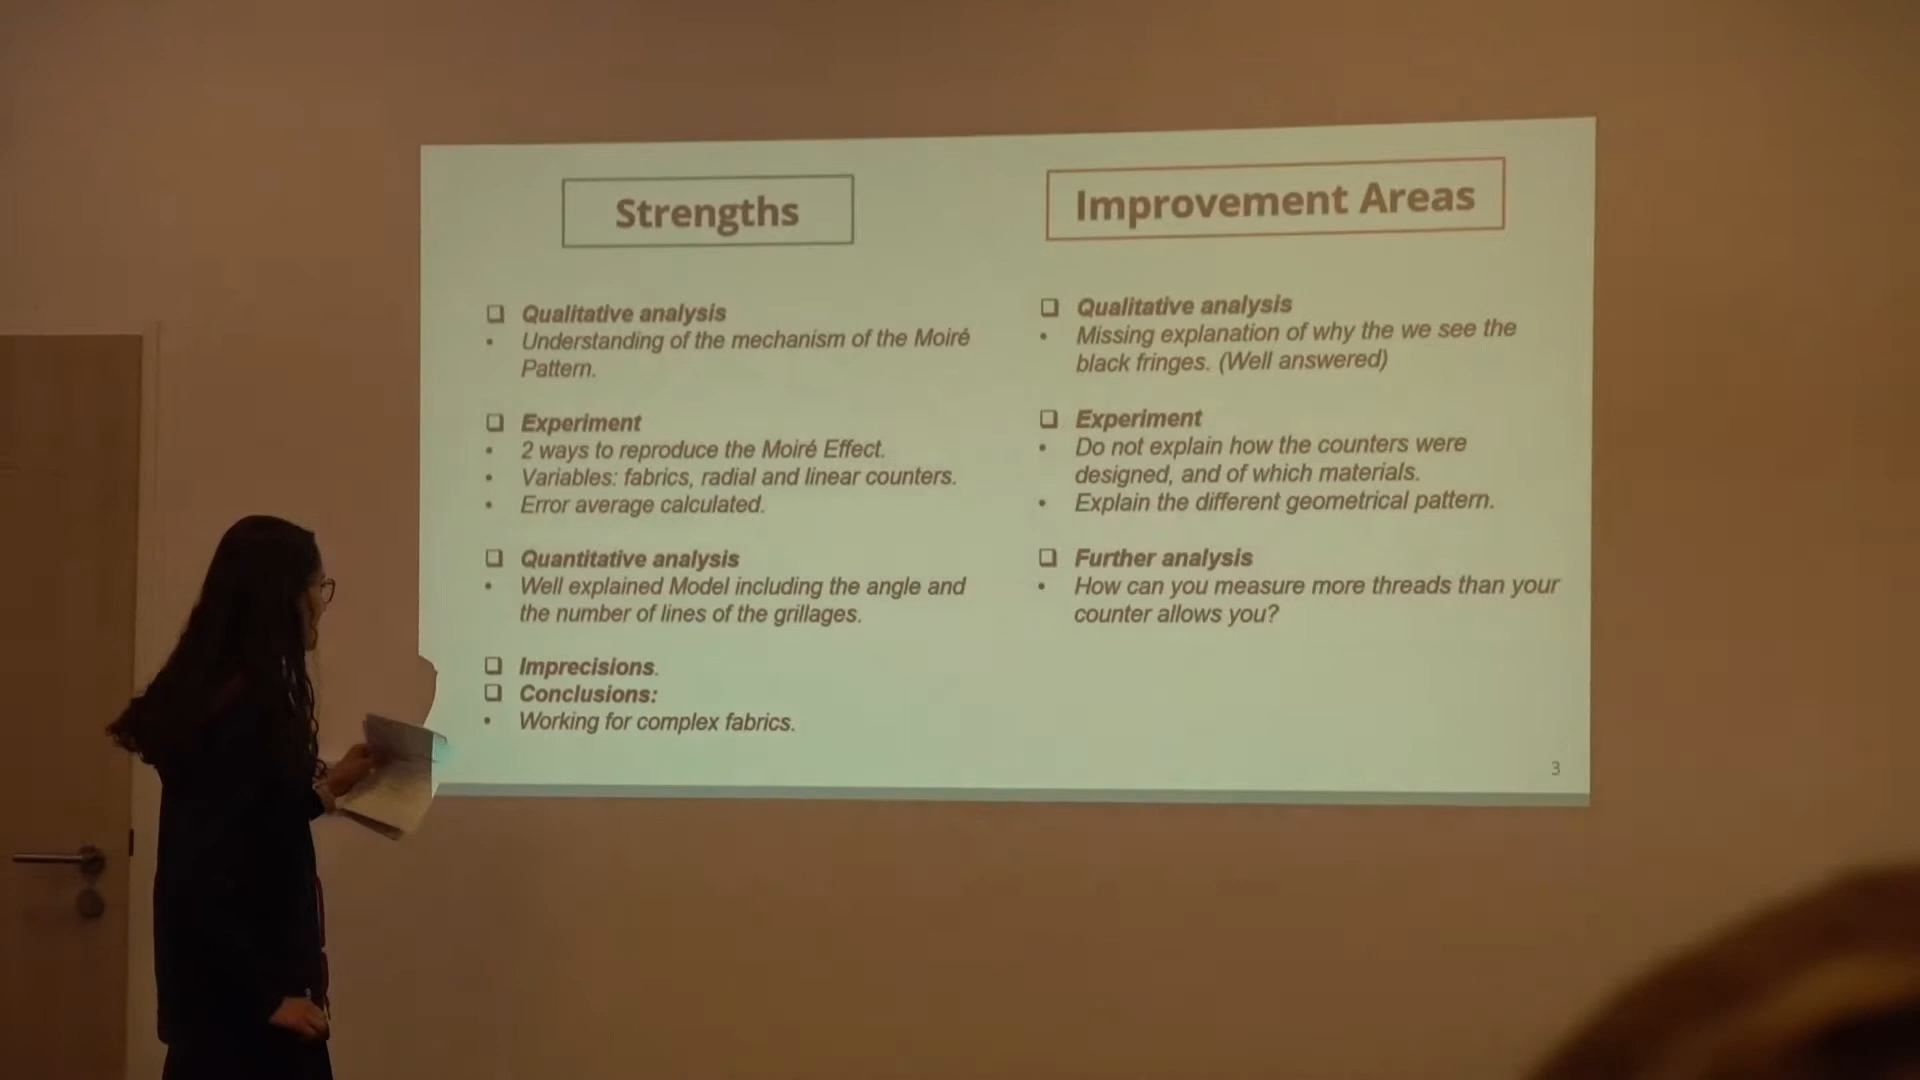 Strengths
❑ Qualitative analysis
• Understanding of the mechanism of the Moiré
Pattern.
❑ Experiment
• 2 ways to reproduce the Moiré Effect.
• Variables: fabrics, radial and linear counters.
• Error average calculated.
❑ Quantitative analysis
• Well explained Model including the angle and
the number of lines of the grillages.
❑ Imprecisions.
❑ Conclusions:
• Working for complex fabrics.
Improvement Areas
❑ Qualitative analysis
• Missing explanation of why the we see the
black fringes. (Well answered)
❑ Experiment
• Do not explain how the counters were
designed, and of which materials.
• Explain the different geometrical pattern.
❑ Further analysis
• How can you measure more threads than your
counter allows you?
3